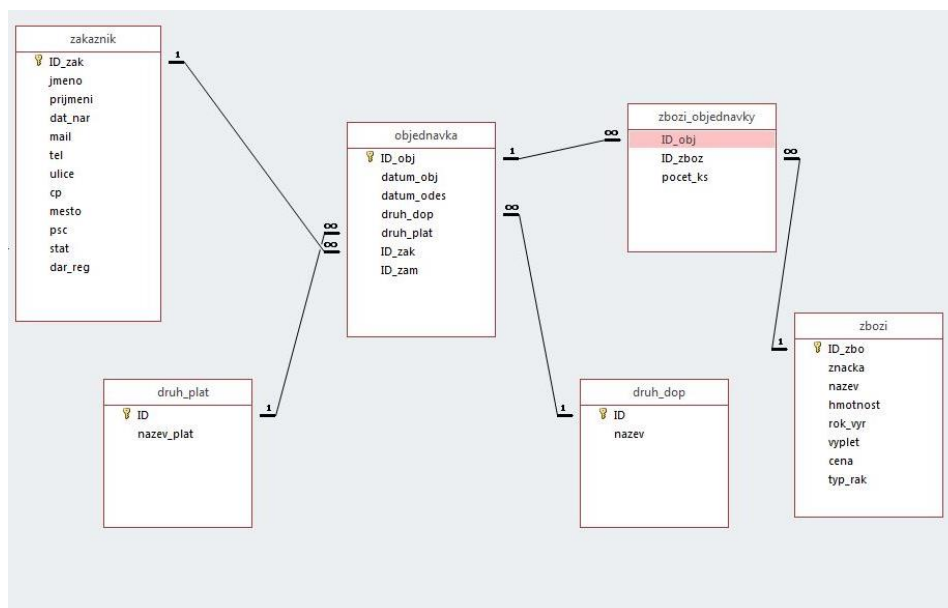 zakaznik
ID_zak
jmeno
prijmeni
dat_nar
mail
tel
ulice
cp
mesto
psc
stat
dar_reg
1
∞
∞
objednavka
ID_obj
datum_obj
datum_odes
druh_dop
druh_plat
ID_zak
ID_zam
1
∞
∞
zbozi_objednavky
ID_obj
ID_zboz
pocet_ks
∞
1
zbozi
ID_zbo
znacka
nazev
hmotnost
rok_vyr
vyplet
cena
typ_rak
druh_plat
ID
nazev_plat
1
1
druh_dop
ID
nazev